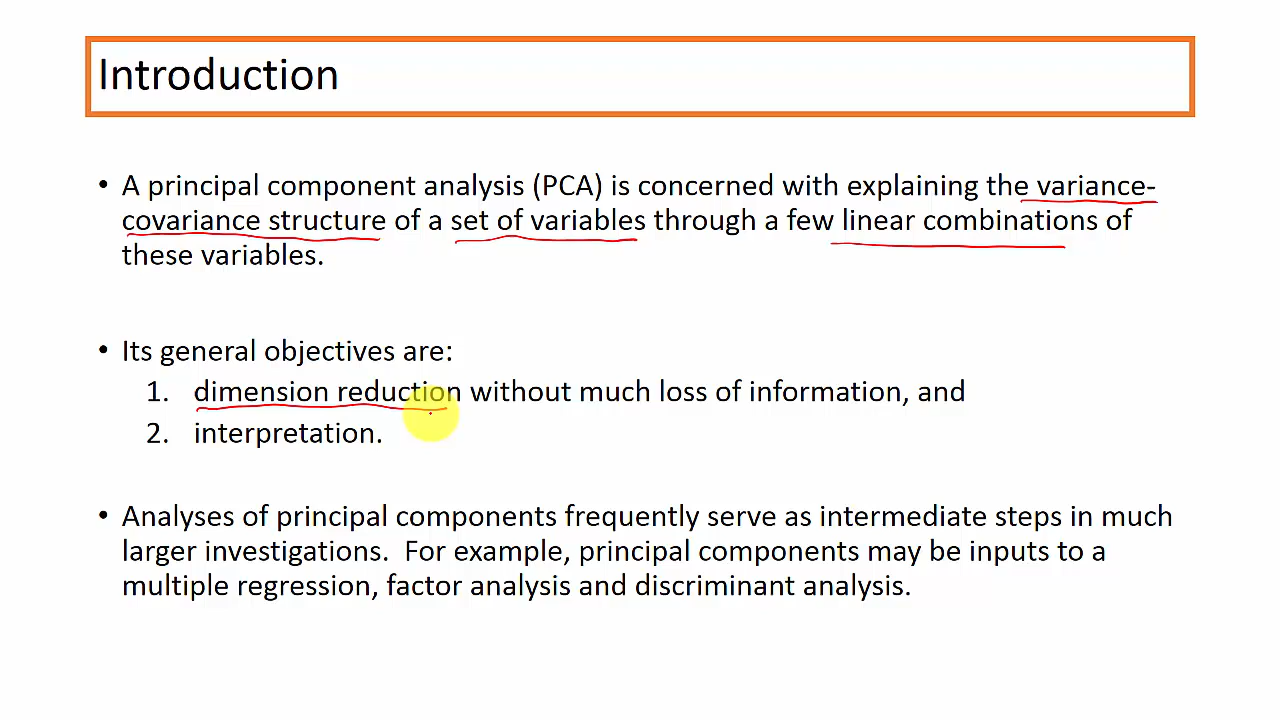 Introduction
• A principal component analysis (PCA) is concerned with explaining the variance-
covariance structure of a set of variables through a few linear combinations of
these variables.
• Its general objectives are:
1. dimension reduction without much loss of information, and
2. interpretation.
• Analyses of principal components frequently serve as intermediate steps in much
larger investigations. For example, principal components may be inputs to a
multiple regression, factor analysis and discriminant analysis.